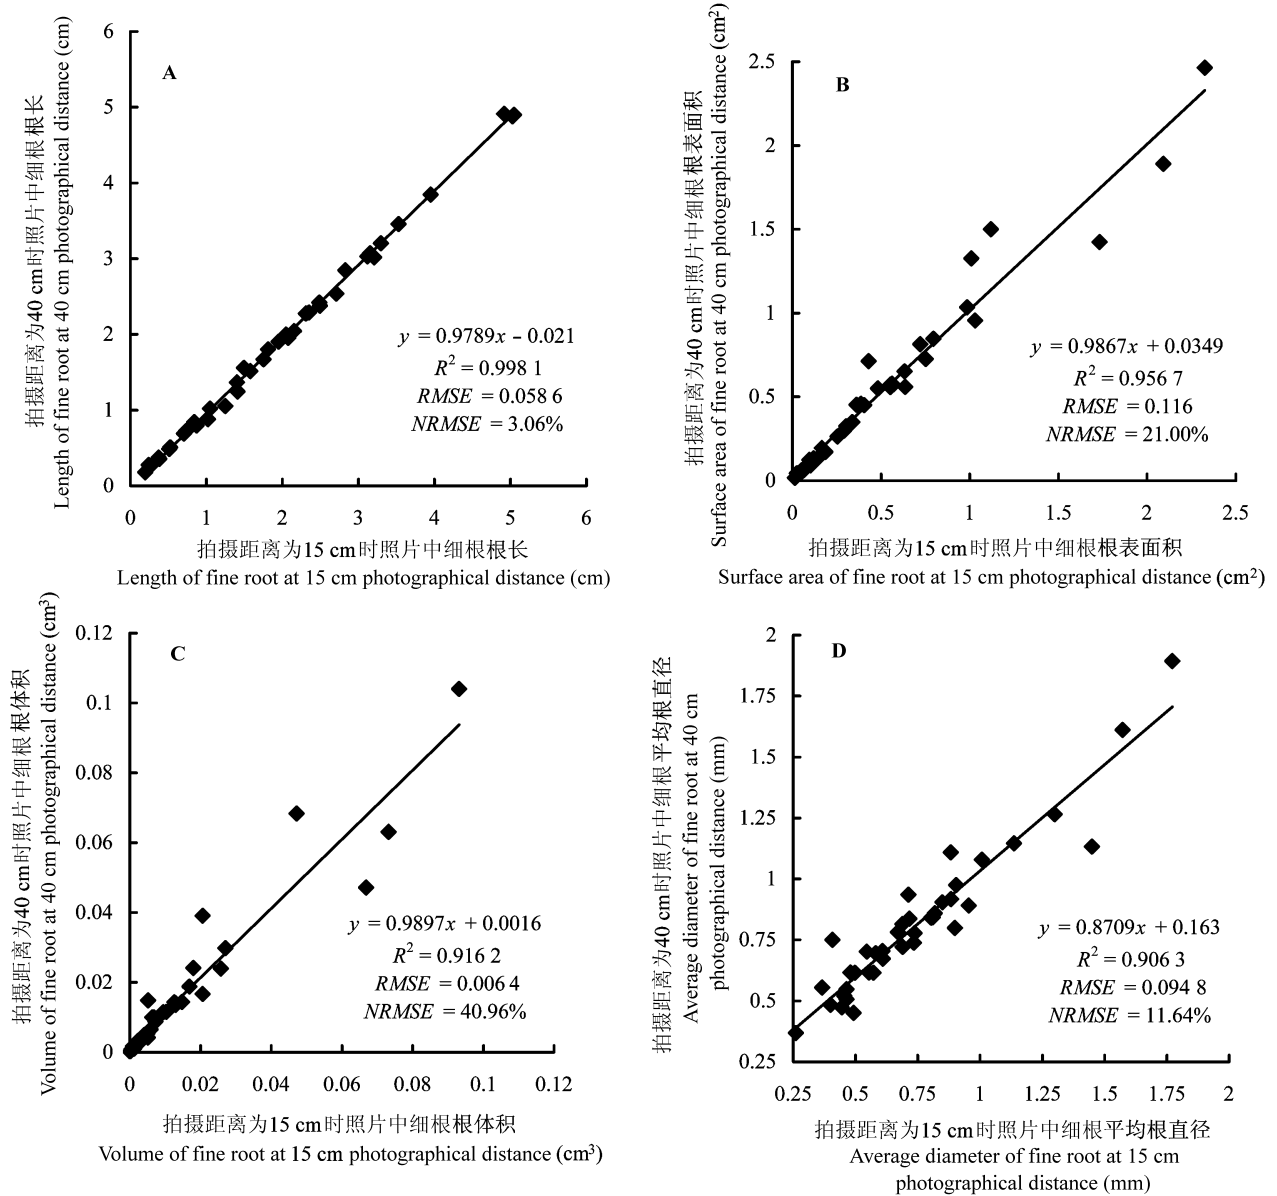 A
拍摄距离为40 cm时照片中细根根长
Length of fine root at 40 cm photographical distance (cm)
6
5
4
3
2
1
0
y = 0.9789x – 0.021
R² = 0.998 1
RMSE = 0.058 6
NRMSE = 3.06%
0 1 2 3 4 5 6
拍摄距离为15 cm时照片中细根根长
Length of fine root at 15 cm photographical distance (cm)
B
拍摄距离为40 cm时照片中细根根表面积
Surface area of fine root at 40 cm photographical distance (cm²)
2.5
2
1.5
1
0.5
0
y = 0.9867x + 0.0349
R² = 0.956 7
RMSE = 0.116
NRMSE = 21.00%
0 0.5 1 1.5 2 2.5
拍摄距离为15 cm时照片中细根根表面积
Surface area of fine root at 15 cm photographical distance (cm²)
C
拍摄距离为40 cm时照片中细根根体积
Volume of fine root at 40 cm photographical distance (cm³)
0.12
0.1
0.08
0.06
0.04
0.02
0
y = 0.9897x + 0.0016
R² = 0.916 2
RMSE = 0.006 4
NRMSE = 40.96%
0 0.02 0.04 0.06 0.08 0.1 0.12
拍摄距离为15 cm时照片中细根根体积
Volume of fine root at 15 cm photographical distance (cm³)
D
拍摄距离为40 cm时照片中细根平均根直径
Average diameter of fine root at 40 cm
photographical distance (mm)
2
1.75
1.5
1.25
1
0.75
0.5
0.25
y = 0.8709x + 0.163
R² = 0.906 3
RMSE = 0.094 8
NRMSE = 11.64%
0.25 0.5 0.75 1 1.25 1.5 1.75 2
拍摄距离为15 cm时照片中细根平均根直径
Average diameter of fine root at 15 cm
photographical distance (mm)